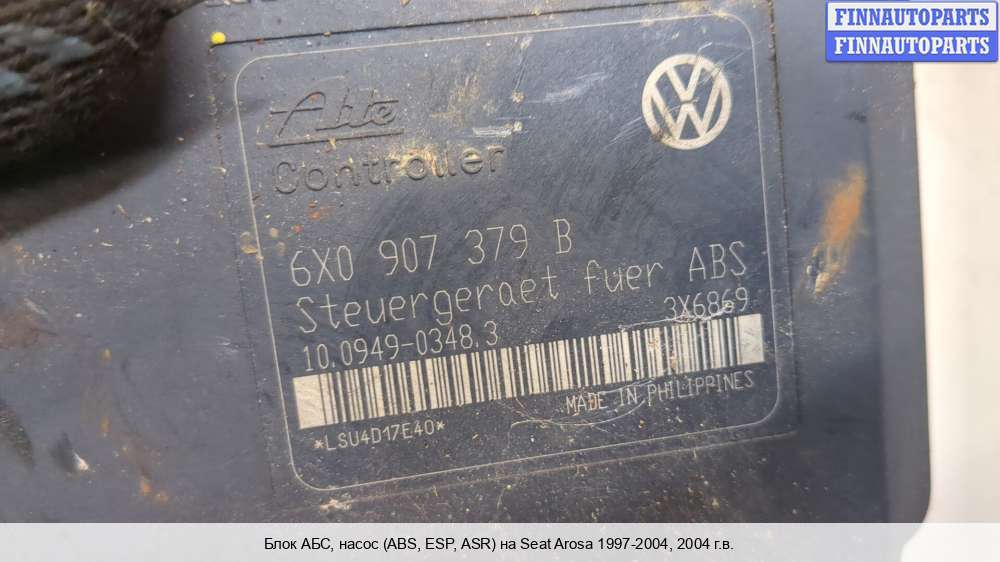 FINNAUTOPARTS
FINNAUTOPARTS
Ate
Controller
6X0 907 379 B
Steuergeraet fuer ABS
10.0949-0348.3 3X6869
MADE IN PHILIPPINES
*LSU4D17E40*
Блок АБС, насос (ABS, ESP, ASR) на Seat Arosa 1997-2004, 2004 г.в.